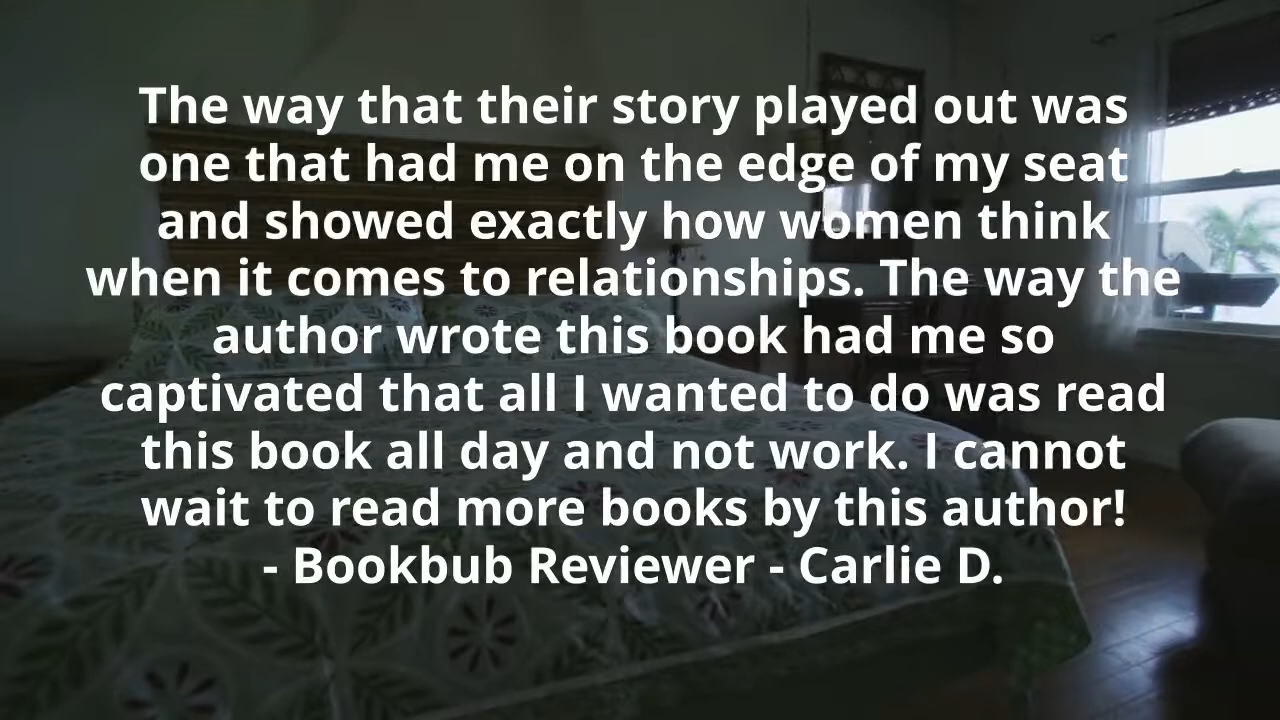 The way that their story played out was
one that had me on the edge of my seat
and showed exactly how women think
when it comes to relationships. The way the
author wrote this book had me so
captivated that all I wanted to do was read
this book all day and not work. I cannot
wait to read more books by this author!
- Bookbub Reviewer - Carlie D.